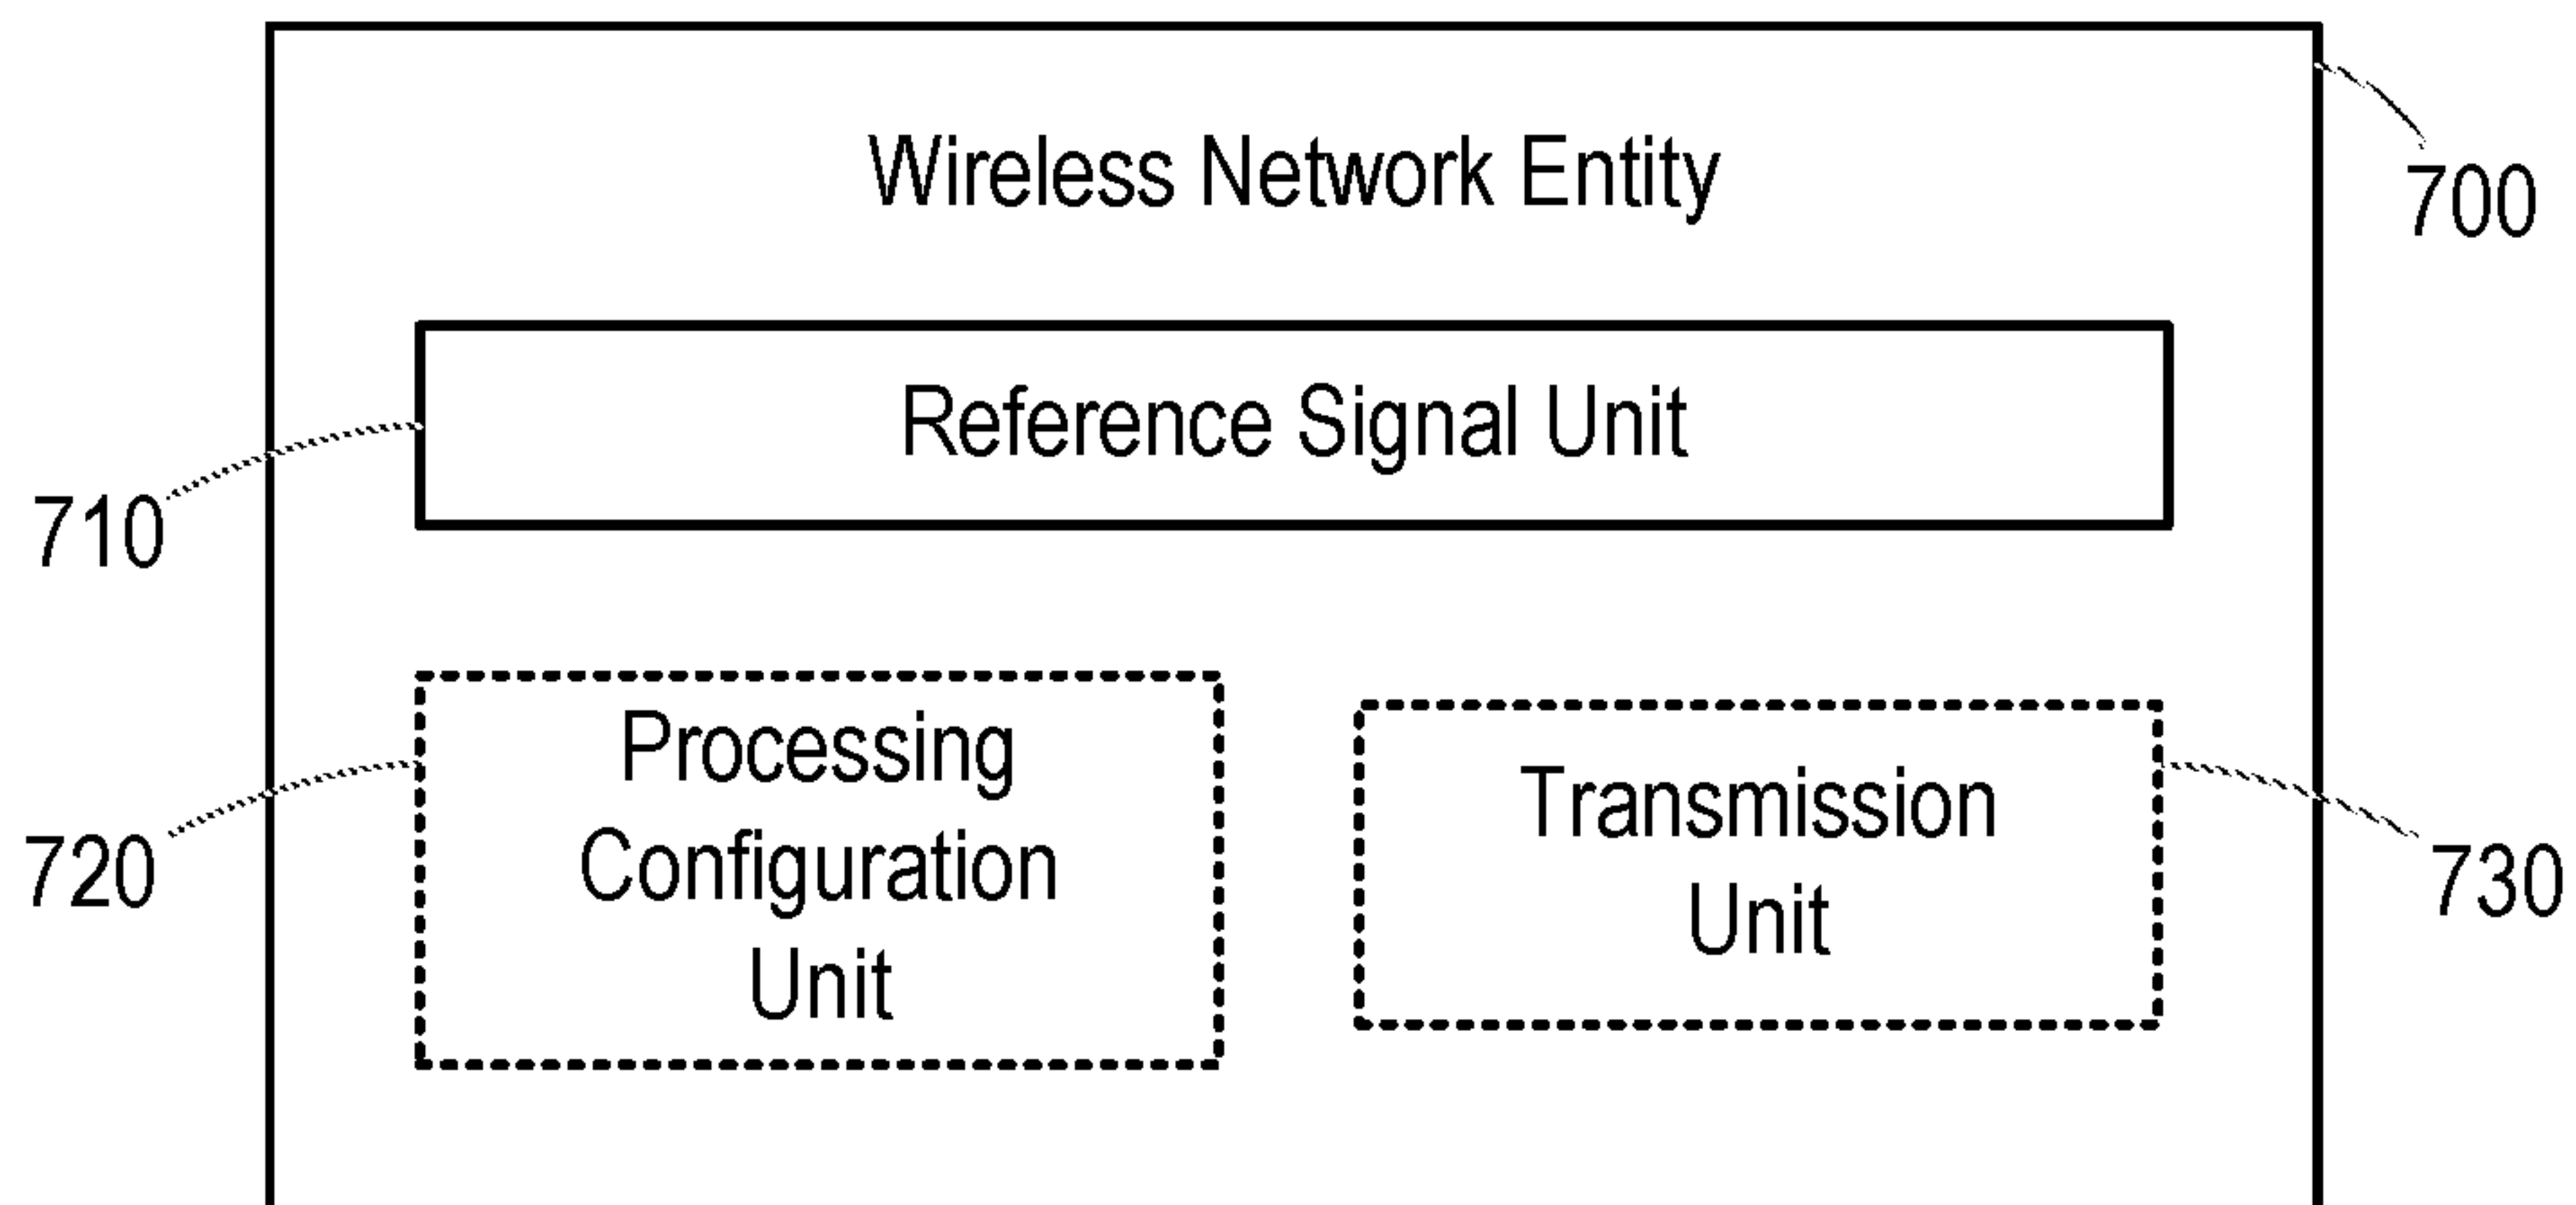 Wireless Network Entity
700
Reference Signal Unit
710
Processing
Configuration
Unit
720
Transmission
Unit
730